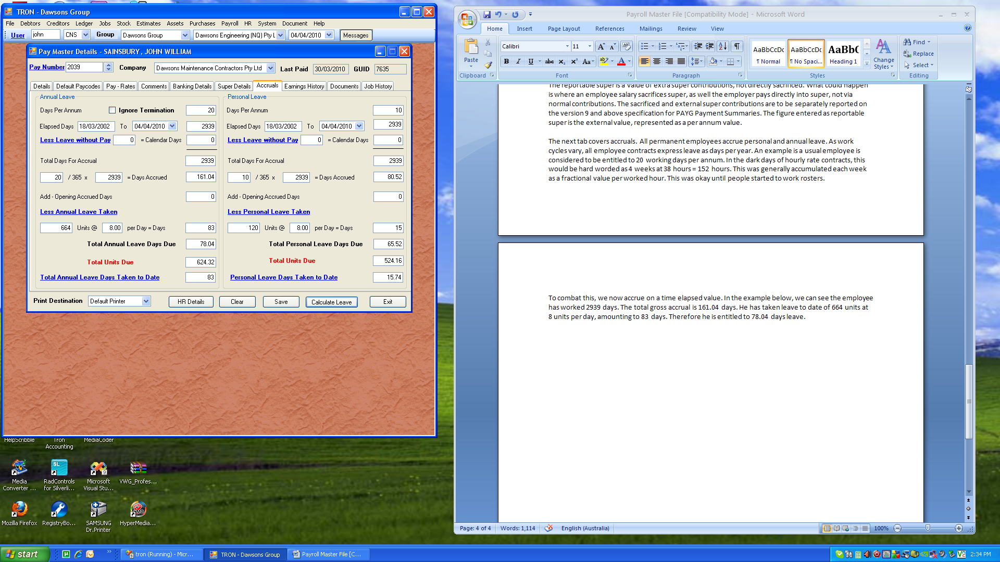 TRON - Dawsons Group
File Debtors Creditors Ledger Jobs Stock Estimates Assets Purchases Payroll HR System Document Help
User john CNS Group Dawsons Group Dawsons Engineering (NQ) Pty L 04/04/2010 Messages
Pay Master Details - SAINSBURY , JOHN WILLIAM
Pay Number 2039 Company Dawsons Maintenance Contractors Pty Ltd Last Paid 30/03/2010 GUID 7635
Details Default Paycodes Pay - Rates Comments Banking Details Super Details Accruals Earnings History Documents Job History
Annual Leave
Days Per Annum Ignore Termination 20
Elapsed Days 18/03/2002 To 04/04/2010 2939
Less Leave without Pay 0 = Calendar Days 0
Total Days For Accrual 2939
20 / 365 x 2939 = Days Accrued 161.04
Add - Opening Accrued Days 0
Less Annual Leave Taken
664 Units @ 8.00 per Day = Days 83
Total Annual Leave Days Due 78.04
Total Units Due 624.32
Total Annual Leave Days Taken to Date 83
Personal Leave
Days Per Annum 10
Elapsed Days 18/03/2002 To 04/04/2010 2939
Less Leave without Pay 0 = Calendar Days 0
Total Days For Accrual 2939
10 / 365 x 2939 = Days Accrued 80.52
Add - Opening Accrued Days 0
Less Personal Leave Taken
120 Units @ 8.00 per Day = Days 15
Total Personal Leave Days Due 65.52
Total Units Due 524.16
Personal Leave Days Taken to Date 15.74
Print Destination Default Printer HR Details Clear Save Calculate Leave Exit
HelpScribble
Tron
Accounting
MediaCoder
Media
Converter ...
RadControls
for Silverli...
Microsoft
Visual Stu...
VWG_Profes...
Mozilla Firefox
RegistryBo...
SAMSUNG
Dr.Printer
HyperMedia...
Payroll Master File [Compatibility Mode] - Microsoft Word
Home Insert Page Layout References Mailings Review View
Paste
Clipboard
Calibri 11
Font
Paragraph
AaBbCcDc AaBbCcDc AaBbC
¶ Normal ¶ No Spaci... Heading 1
Change
Styles
Styles
Find
Replace
Select
Editing
The reportable super is a value of extra super contributions, not directly sacrificed. What could happen
is where an employee salary sacrifices super, as well the employer pays directly into super, not via
normal contributions. The sacrificed and external super contributions are to be separately reported on
the version 9 and above specification for PAYG Payment Summaries. The figure entered as reportable
super is the external value, represented as a per annum value.
The next tab covers accruals. All permanent employees accrue personal and annual leave. As work
cycles vary, all employee contracts express leave as days per year. An example is a usual employee is
considered to be entitled to 20 working days per annum. In the dark days of hourly rate contracts, this
would be hard worded as 4 weeks at 38 hours = 152 hours. This was generally accumulated each week
as a fractional value per worked hour. This was okay until people started to work rosters.
To combat this, we now accrue on a time elapsed value. In the example below, we can see the employee
has worked 2939 days. The total gross accrual is 161.04 days. He has taken leave to date of 664 units at
8 units per day, amounting to 83 days. Therefore he is entitled to 78.04 days leave.
Page: 4 of 4 Words: 1,114 English (Australia) 100%
start tron (Running) - Micr... TRON - Dawsons Group Payroll Master File [C... 2:34 PM